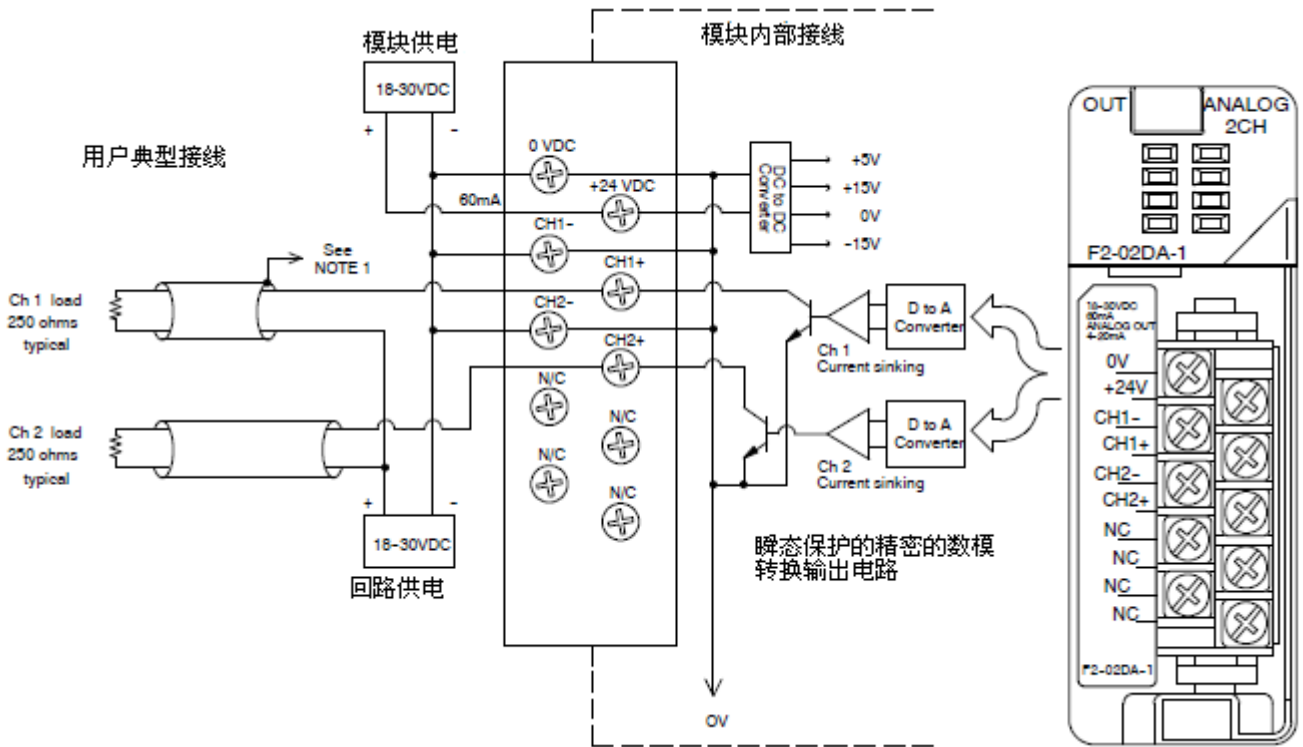 模块供电
18-30VDC
+ -
用户典型接线
模块内部接线
0 VDC
+24 VDC
60mA
CH1-
CH1+
CH2-
CH2+
N/C
N/C
N/C
N/C
See
NOTE 1
Ch 1 load
250 ohms
typical
Ch 2 load
250 ohms
typical
+ -
18-30VDC
回路供电
DC to DC
Converter
+5V
+15V
0V
-15V
D to A
Converter
Ch 1
Current sinking
D to A
Converter
Ch 2
Current sinking
瞬态保护的精密的数模
转换输出电路
0V
OUT
ANALOG
2CH
F2-02DA-1
18-30VDC
60mA
ANALOG OUT
4-20mA
0V
+24V
CH1-
CH1+
CH2-
CH2+
NC
NC
NC
NC
F2-02DA-1